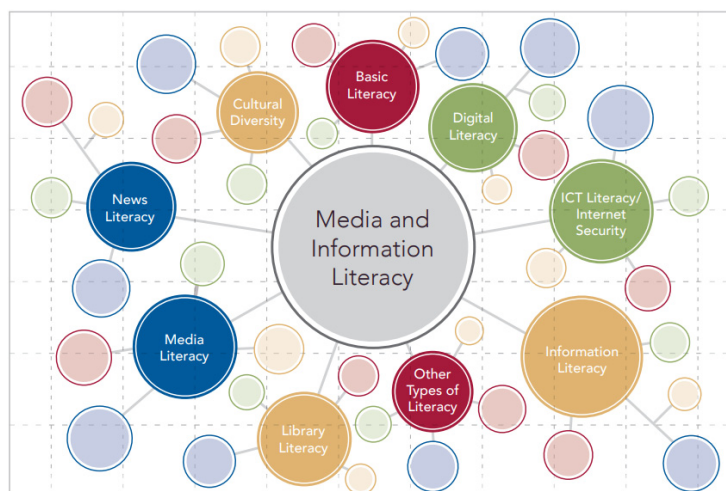 Basic
Literacy
Cultural
Diversity
Digital
Literacy
News
Literacy
Media and
Information
Literacy
ICT Literacy/
Internet
Security
Media
Literacy
Information
Literacy
Other
Types of
Literacy
Library
Literacy